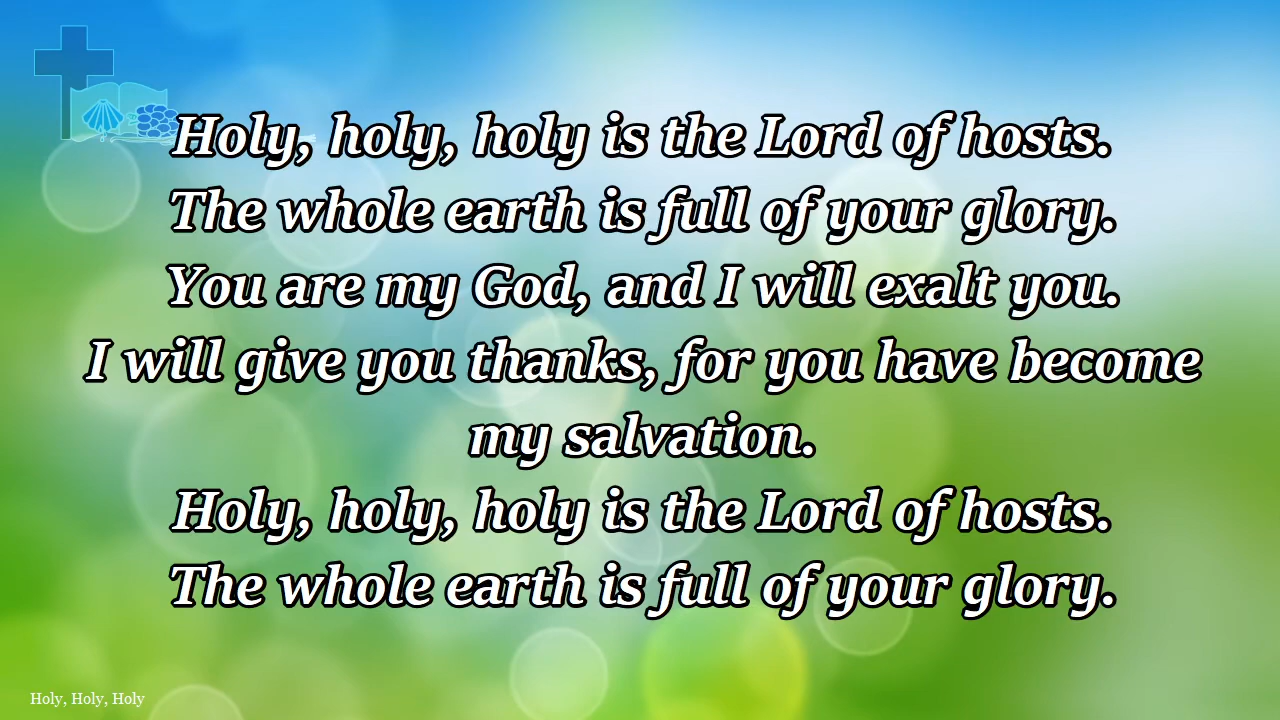 Holy, holy, holy is the Lord of hosts.
The whole earth is full of your glory.
You are my God, and I will exalt you.
I will give you thanks, for you have become
my salvation.
Holy, holy, holy is the Lord of hosts.
The whole earth is full of your glory.
Holy, Holy, Holy